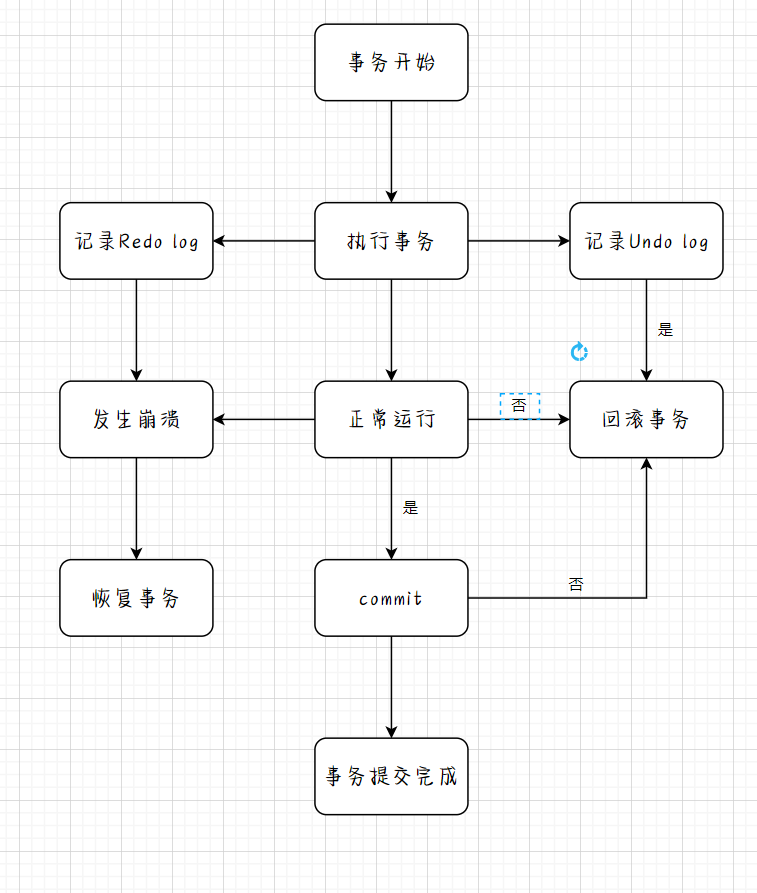 事务开始
记录Redo log
执行事务
记录Undo log
是
发生崩溃
正常运行
否
回滚事务
是
恢复事务
commit
否
事务提交完成